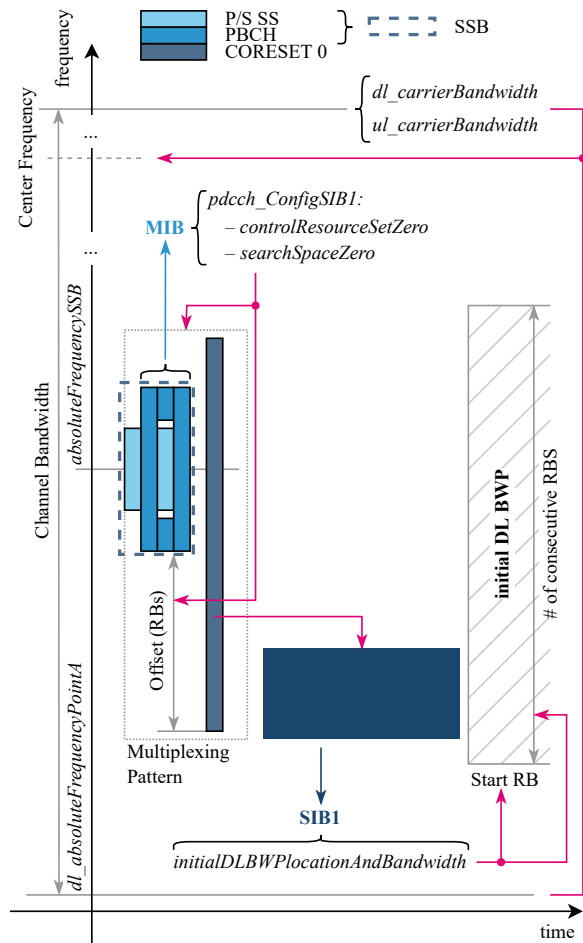 P/S SS
PBCH
CORESET 0
SSB
frequency
dl_carrierBandwidth
ul_carrierBandwidth
...
Center Frequency
pdcch_ConfigSIB1:
– controlResourceSetZero
– searchSpaceZero
MIB
...
absoluteFrequencySSB
Channel Bandwidth
initial DL BWP
# of consecutive RBS
Offset (RBs)
dl_absoluteFrequencyPointA
Multiplexing
Pattern
Start RB
SIB1
initialDLBWPlocationAndBandwidth
time